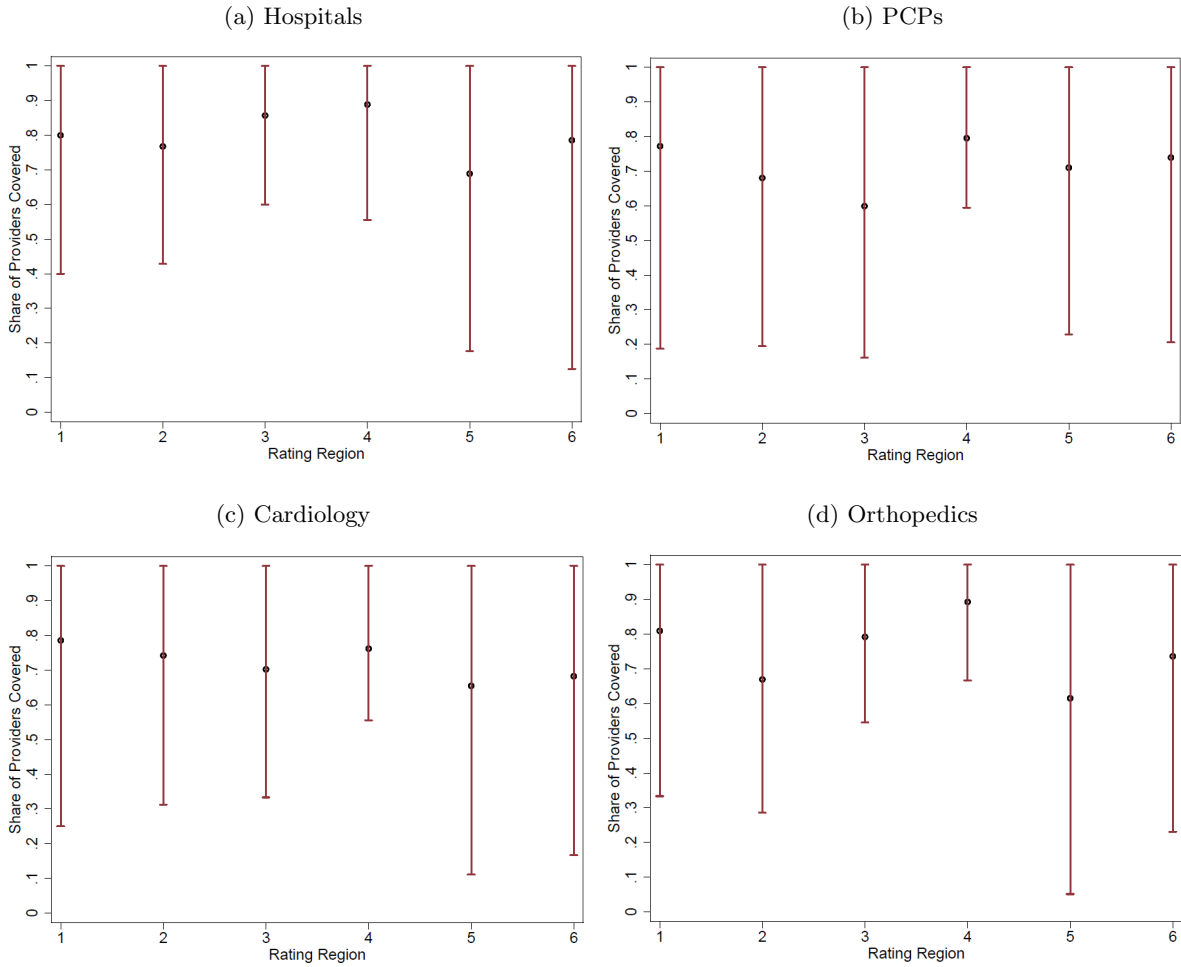 (a) Hospitals
Share of Providers Covered
0 .1 .2 .3 .4 .5 .6 .7 .8 .9 1
1 2 3 4 5 6
Rating Region
(b) PCPs
Share of Providers Covered
0 .1 .2 .3 .4 .5 .6 .7 .8 .9 1
1 2 3 4 5 6
Rating Region
(c) Cardiology
Share of Providers Covered
0 .1 .2 .3 .4 .5 .6 .7 .8 .9 1
1 2 3 4 5 6
Rating Region
(d) Orthopedics
Share of Providers Covered
0 .1 .2 .3 .4 .5 .6 .7 .8 .9 1
1 2 3 4 5 6
Rating Region